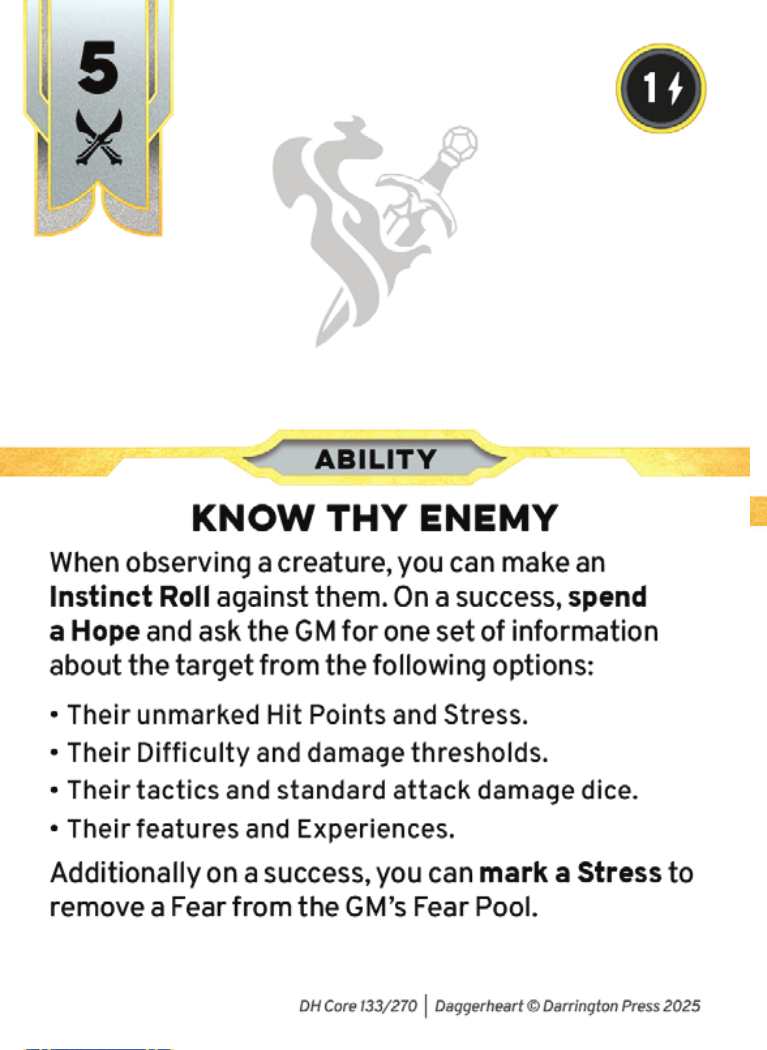 5
1
ABILITY
KNOW THY ENEMY
When observing a creature, you can make an
Instinct Roll against them. On a success, spend
a Hope and ask the GM for one set of information
about the target from the following options:
• Their unmarked Hit Points and Stress.
• Their Difficulty and damage thresholds.
• Their tactics and standard attack damage dice.
• Their features and Experiences.
Additionally on a success, you can mark a Stress to
remove a Fear from the GM’s Fear Pool.
DH Core 133/270 | Daggerheart © Darrington Press 2025